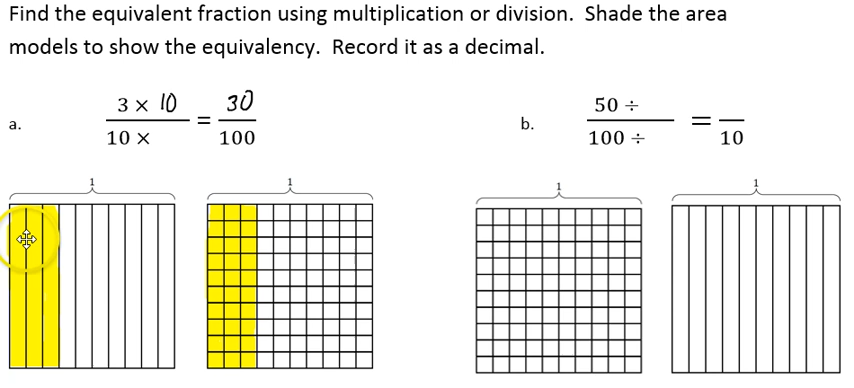 Find the equivalent fraction using multiplication or division. Shade the area
models to show the equivalency. Record it as a decimal.
a.
3 × 10
10 ×
=
30
100
b.
50 ÷
100 ÷
=
10
1
1
1
1